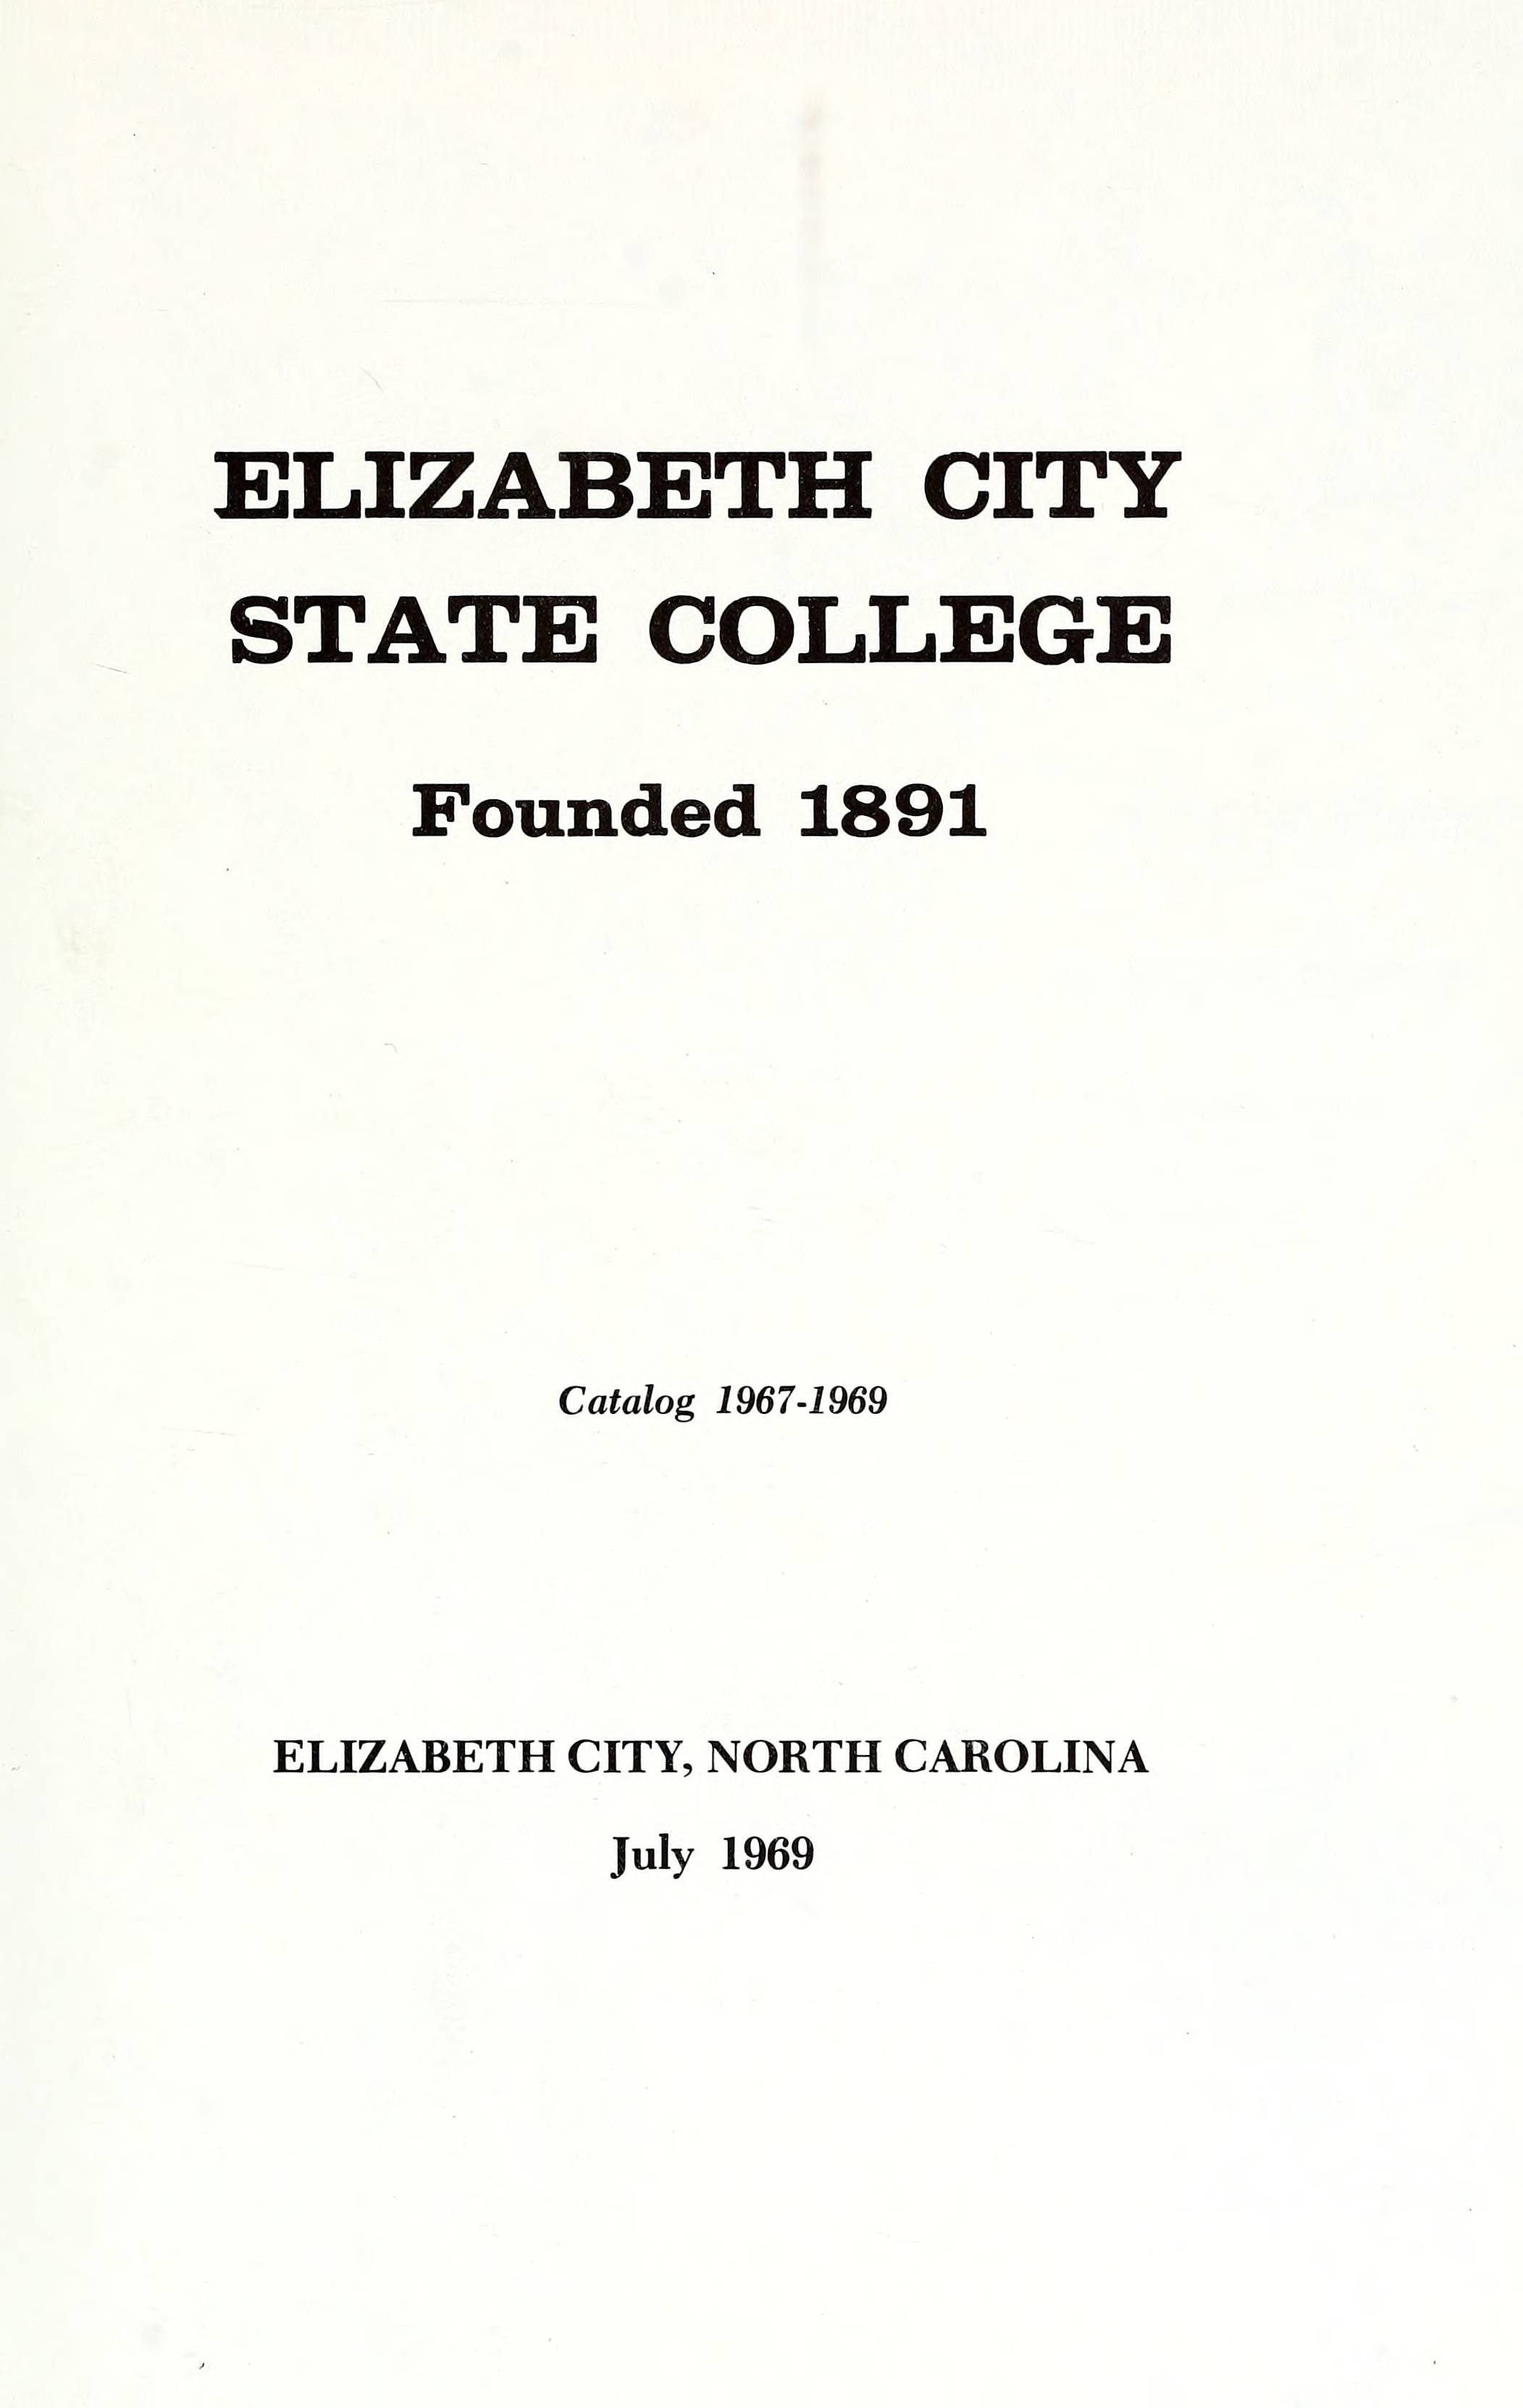 ELIZABETH CITY
STATE COLLEGE
Founded 1891
Catalog 1967-1969
ELIZABETH CITY, NORTH CAROLINA
July 1969